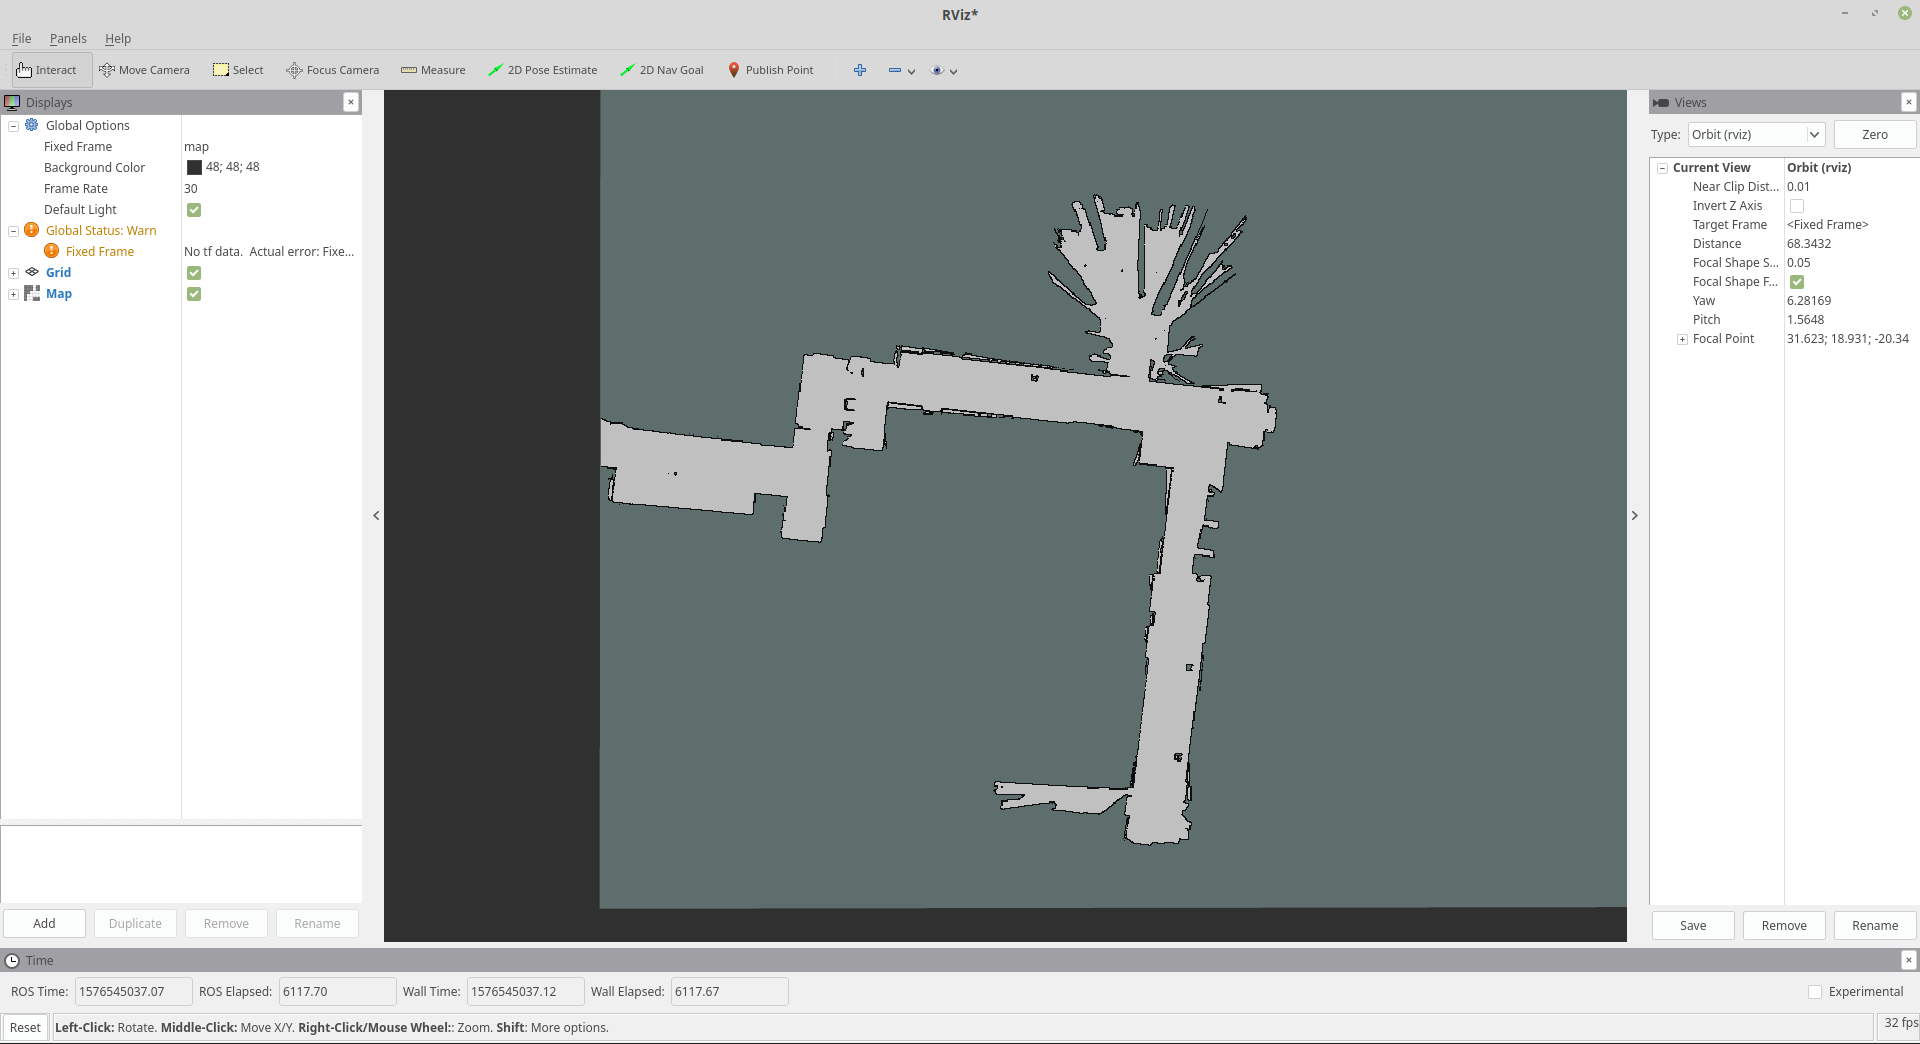 RViz*
File Panels Help
Interact Move Camera Select Focus Camera Measure 2D Pose Estimate 2D Nav Goal Publish Point
Displays
Global Options
Fixed Frame map
Background Color 48; 48; 48
Frame Rate 30
Default Light
Global Status: Warn
Fixed Frame No tf data. Actual error: Fixe...
Grid
Map
Add Duplicate Remove Rename
Views
Type: Orbit (rviz) Zero
Current View Orbit (rviz)
Near Clip Dist... 0.01
Invert Z Axis
Target Frame <Fixed Frame>
Distance 68.3432
Focal Shape S... 0.05
Focal Shape F...
Yaw 6.28169
Pitch 1.5648
Focal Point 31.623; 18.931; -20.34
Save Remove Rename
Time
ROS Time: 1576545037.07 ROS Elapsed: 6117.70 Wall Time: 1576545037.12 Wall Elapsed: 6117.67 Experimental
Reset Left-Click: Rotate. Middle-Click: Move X/Y. Right-Click/Mouse Wheel:: Zoom. Shift: More options. 32 fps